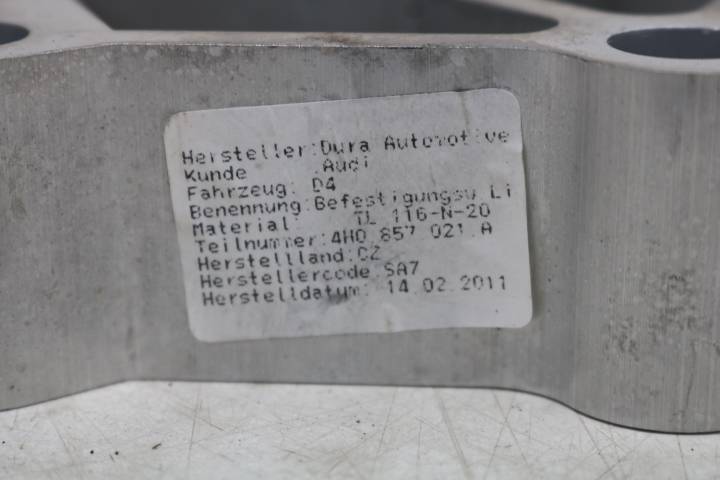 Hersteller:Dura Automotive
Kunde :Audi
Fahrzeug: D4
Benennung:Befestigungsw Li
Material: TL 116-N-20
Teilnummer:4H0 857 021 A
Herstellland:CZ
Herstellercode:SA7
Herstelldatum: 14.02.2011